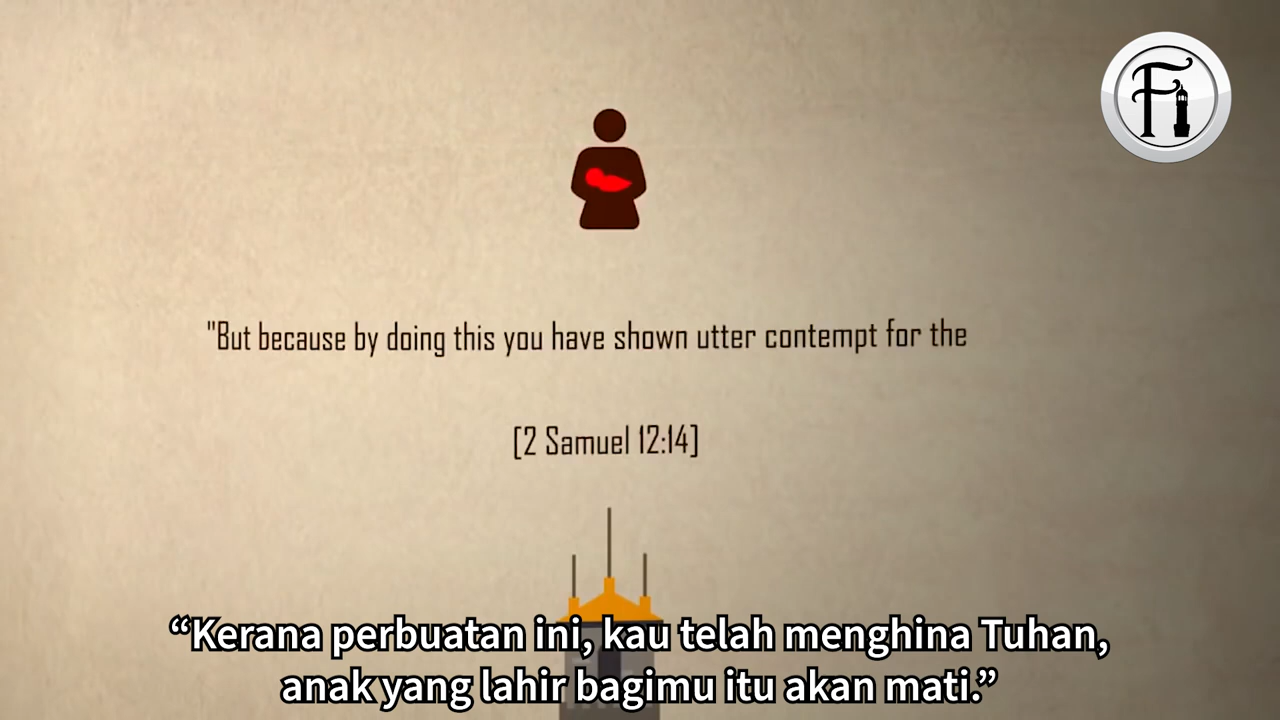 Fi
"But because by doing this you have shown utter contempt for the
[2 Samuel 12:14]
“Kerana perbuatan ini, kau telah menghina Tuhan,
anak yang lahir bagimu itu akan mati.”